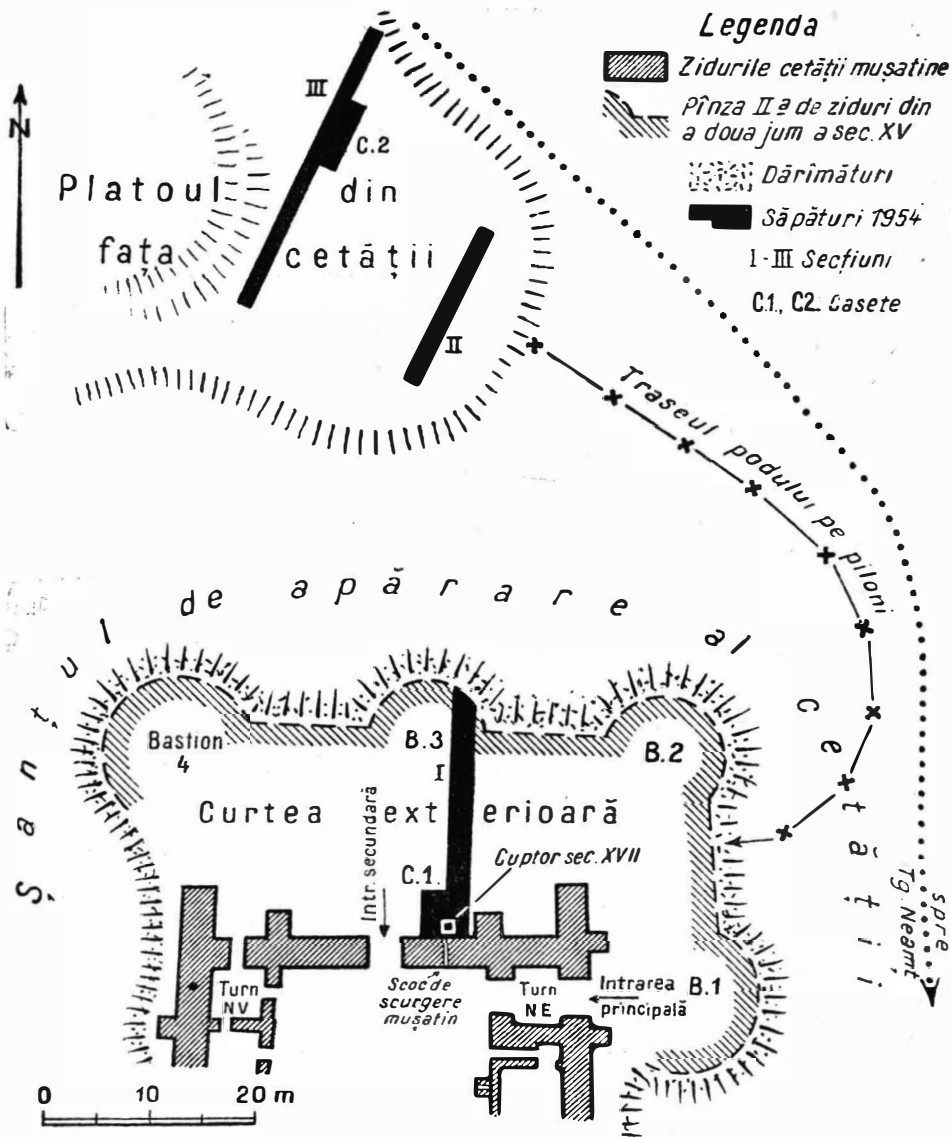 Legenda
Zidurile cetății mușatine
Pînza II ª de ziduri din
a doua jum a sec. XV
Dărîmături
Săpături 1954
I-III Secțiuni
C.1., C2. Casete
N
III
C.2
Platoul din
fața cetății
II
Traseul podului pe piloni
Șanțul de apărare al cetății
Bastion
4
B.3
B.2
I
Curtea exterioară
Intr. secundară
C.1.
Cuptor sec. XVII
spre
Tg. Neamț
Turn
NV
Scoc de
scurgere
mușatin
Turn
NE
Intrarea
principală
B.1
0 10 20 m